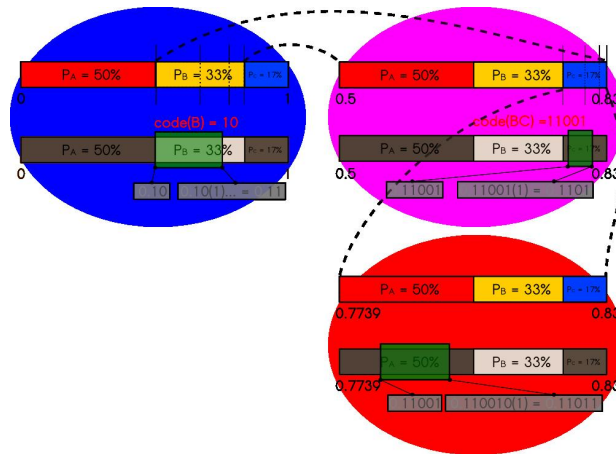 PA = 50% PB = 33% PC = 17%
0 1
code(B) = 10
PA = 50% PB = 33% PC = 17%
0 1
0.10 0.10(1)... = 0.11
PA = 50% PB = 33% PC = 17%
0.5 0.83
code(BC) =11001
PA = 50% PB = 33% PC = 17%
0.5 0.83
11001 11001(1) = 1101
PA = 50% PB = 33% PC = 17%
0.7739 0.83
PA = 50% PB = 33% PC = 17%
0.7739 0.83
11001 110010(1) = 11011